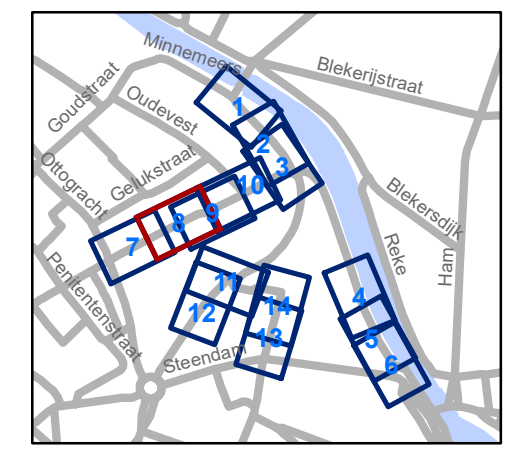 Minnemeers
Blekerijstraat
Goudstraat
Oudevest
1
2
3
Ottogracht
Gelukstraat
10
Blekersdijk
9
8
7
Reke
Ham
Penitentenstraat
11
14
4
12
13
5
Steendam
6